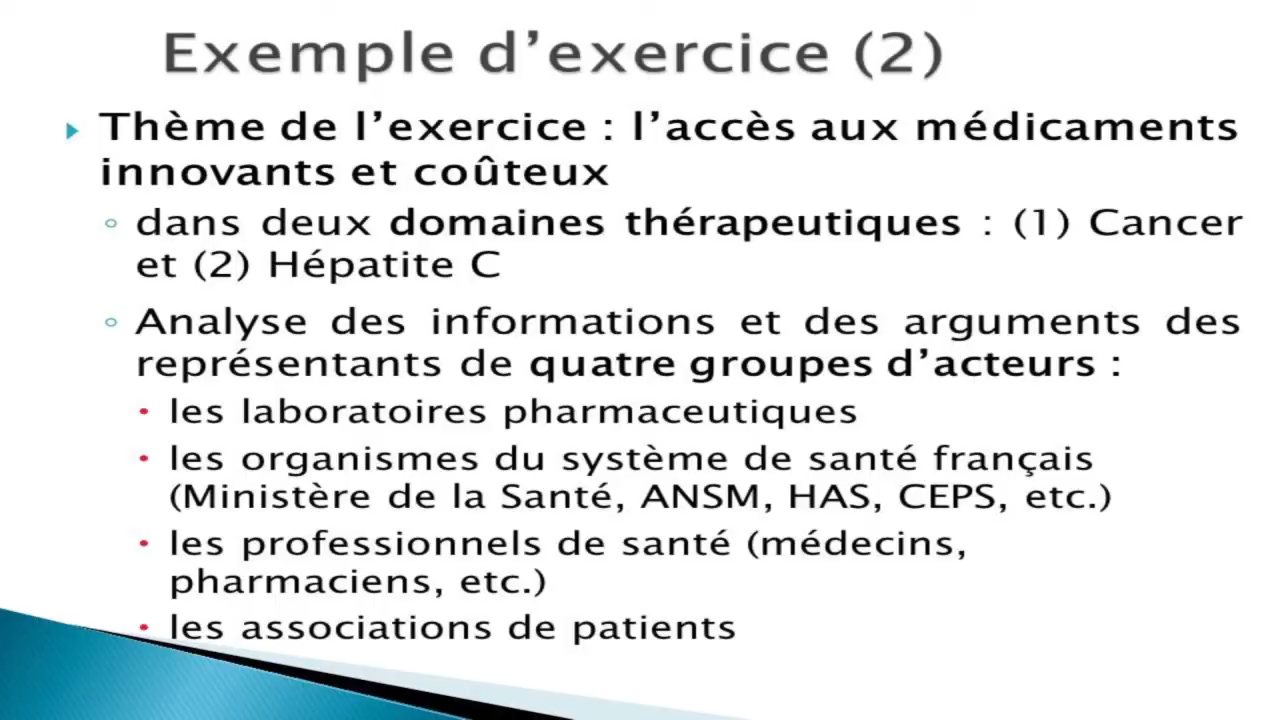 Exemple d’exercice (2)
Thème de l’exercice : l’accès aux médicaments
innovants et coûteux
dans deux domaines thérapeutiques : (1) Cancer
et (2) Hépatite C
Analyse des informations et des arguments des
représentants de quatre groupes d’acteurs :
les laboratoires pharmaceutiques
les organismes du système de santé français
(Ministère de la Santé, ANSM, HAS, CEPS, etc.)
les professionnels de santé (médecins,
pharmaciens, etc.)
les associations de patients